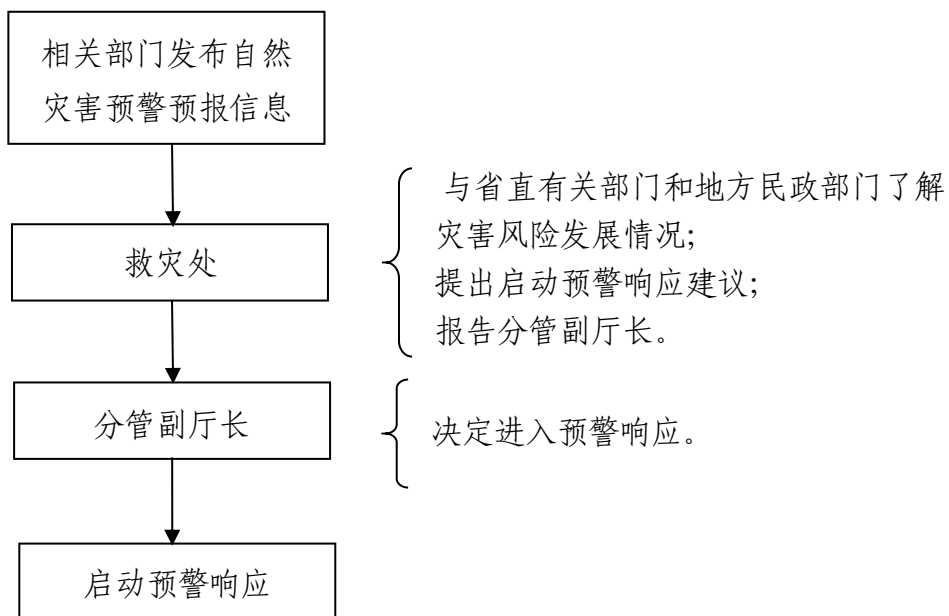 相关部门发布自然
灾害预警预报信息
救灾处
与省直有关部门和地方民政部门了解
灾害风险发展情况;
提出启动预警响应建议;
报告分管副厅长。
分管副厅长
决定进入预警响应。
启动预警响应